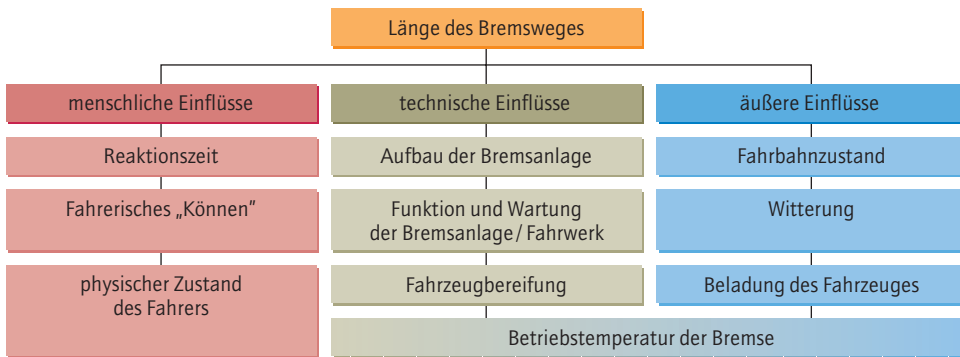 Länge des Bremsweges
menschliche Einflüsse
technische Einflüsse
äußere Einflüsse
Reaktionszeit
Aufbau der Bremsanlage
Fahrbahnzustand
Fahrerisches „Können“
Funktion und Wartung
der Bremsanlage / Fahrwerk
Witterung
physischer Zustand
des Fahrers
Fahrzeugbereifung
Beladung des Fahrzeuges
Betriebstemperatur der Bremse